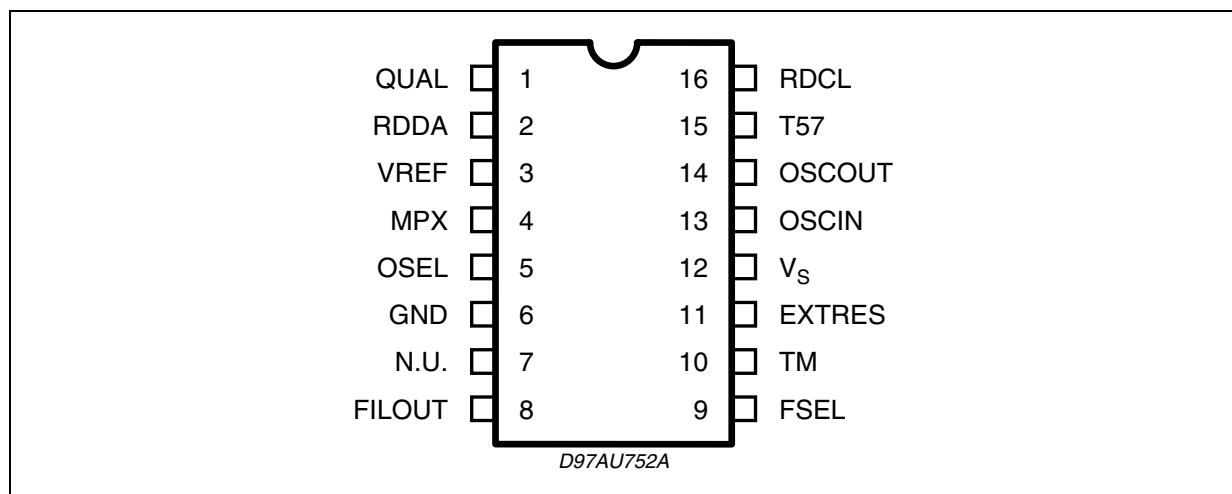 QUAL 1 16 RDCL
RDDA 2 15 T57
VREF 3 14 OSCOUT
MPX 4 13 OSCIN
OSEL 5 12 VS
GND 6 11 EXTRES
N.U. 7 10 TM
FILOUT 8 9 FSEL
D97AU752A